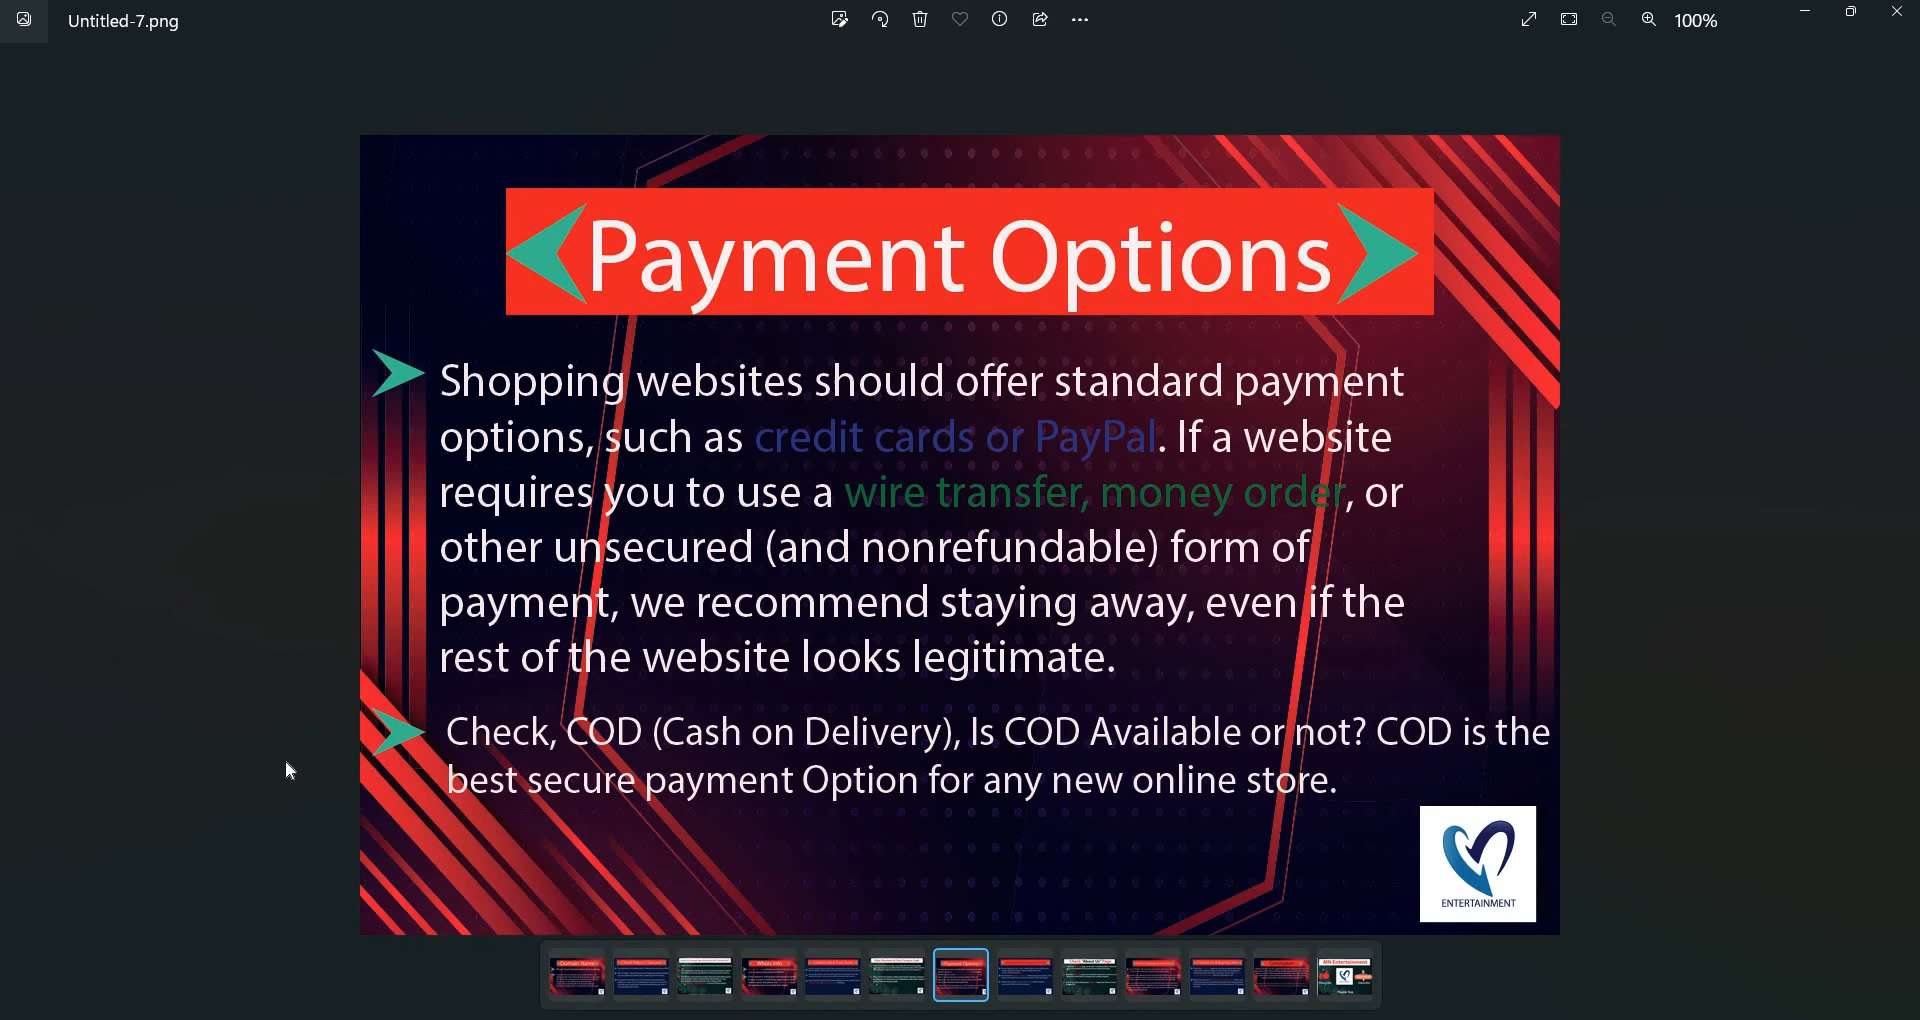 Untitled-7.png
100%
Payment Options
Shopping websites should offer standard payment
options, such as credit cards or PayPal. If a website
requires you to use a wire transfer, money order, or
other unsecured (and nonrefundable) form of
payment, we recommend staying away, even if the
rest of the website looks legitimate.
Check, COD (Cash on Delivery), Is COD Available or not? COD is the
best secure payment Option for any new online store.
ENTERTAINMENT